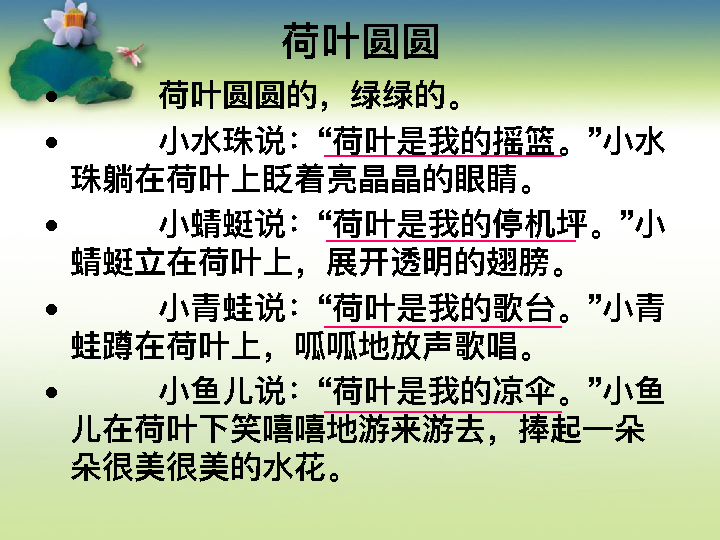 荷叶圆圆
• 荷叶圆圆的，绿绿的。
• 小水珠说：“荷叶是我的摇篮。”小水
珠躺在荷叶上眨着亮晶晶的眼睛。
• 小蜻蜓说：“荷叶是我的停机坪。”小
蜻蜓立在荷叶上，展开透明的翅膀。
• 小青蛙说：“荷叶是我的歌台。”小青
蛙蹲在荷叶上，呱呱地放声歌唱。
• 小鱼儿说：“荷叶是我的凉伞。”小鱼
儿在荷叶下笑嘻嘻地游来游去，捧起一朵
朵很美很美的水花。